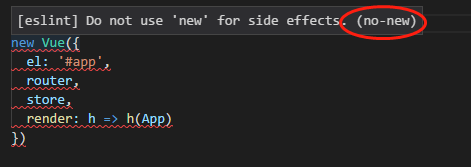 [eslint] Do not use 'new' for side effects. (no-new)
new Vue({
  el: '#app',
  router,
  store,
  render: h => h(App)
})